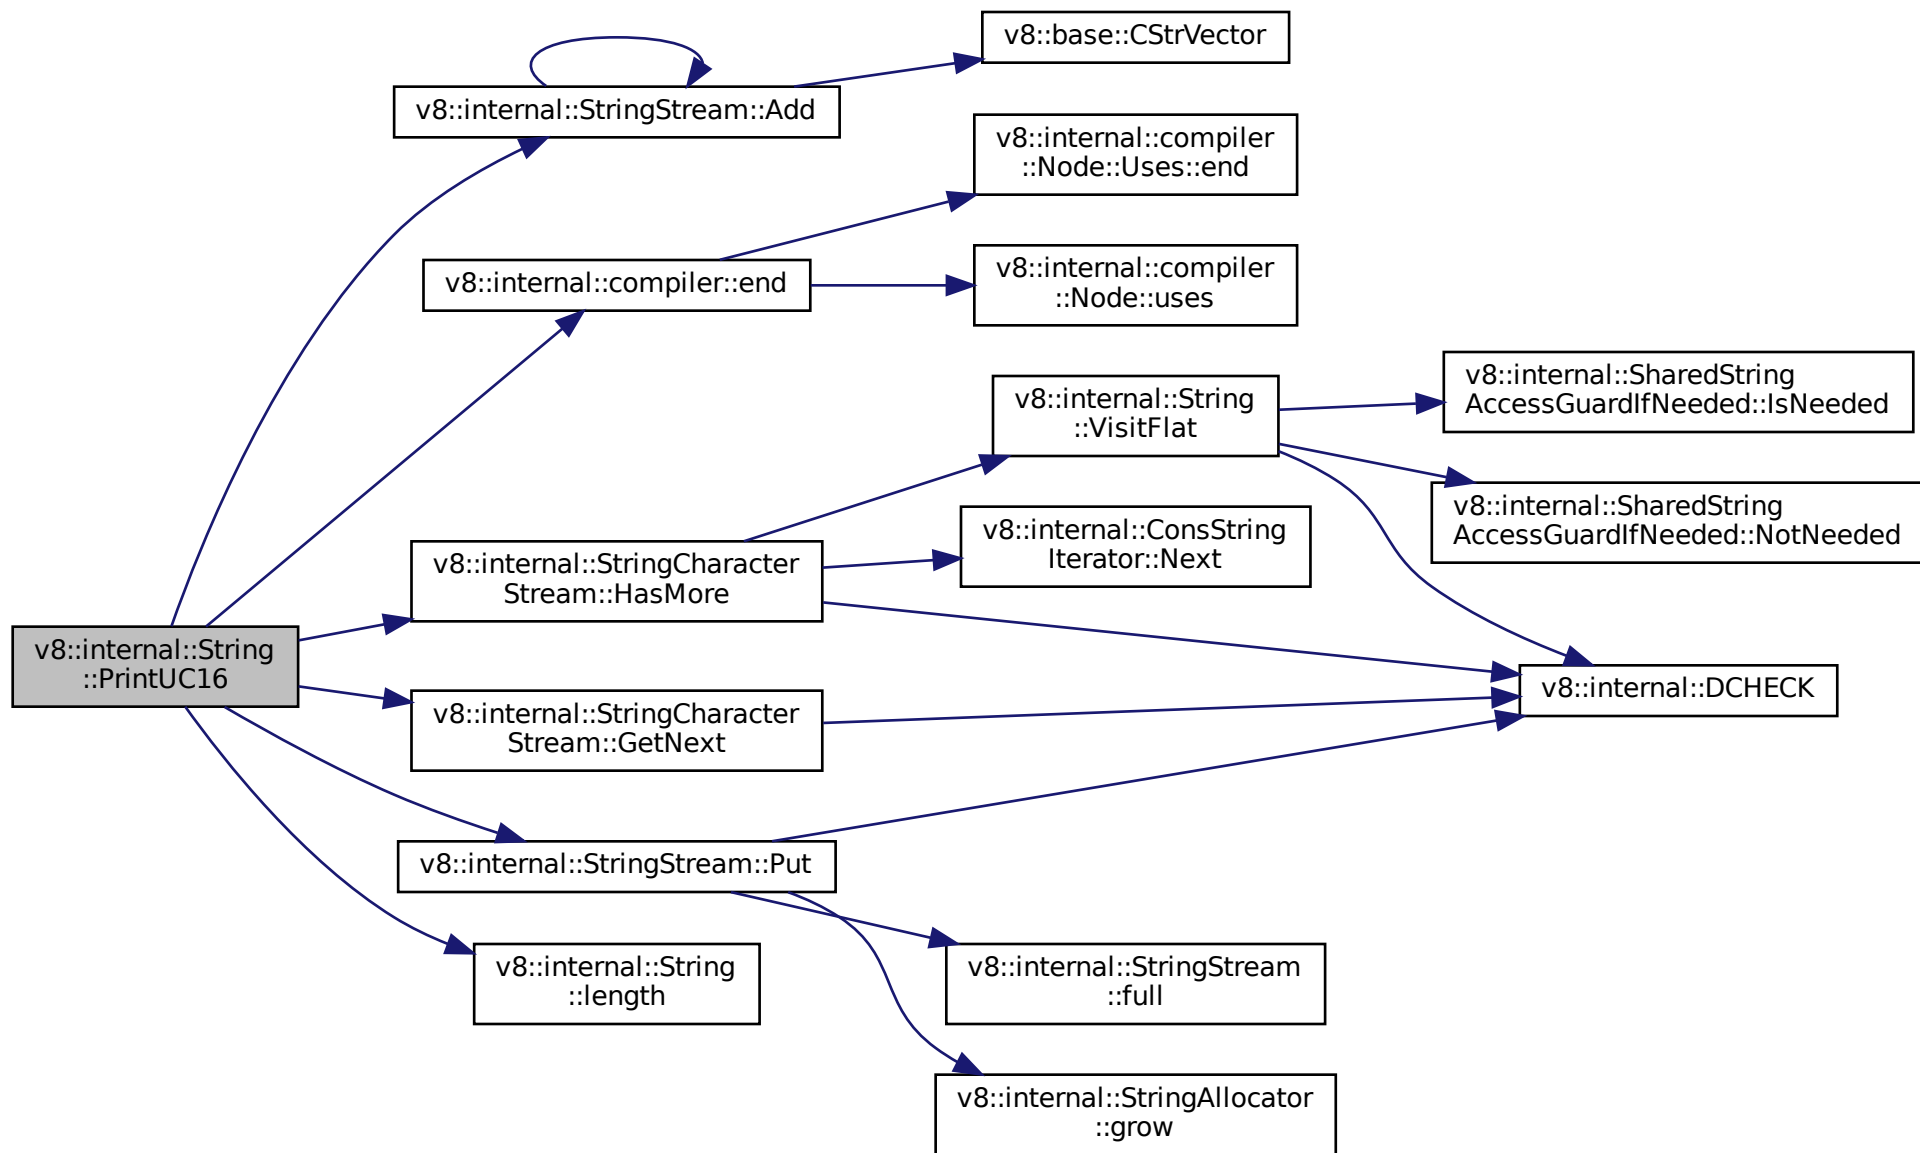 v8::base::CStrVector
v8::internal::StringStream::Add
v8::internal::compiler
::Node::Uses::end
v8::internal::compiler::end
v8::internal::compiler
::Node::uses
v8::internal::String
::VisitFlat
v8::internal::SharedString
AccessGuardIfNeeded::IsNeeded
v8::internal::SharedString
AccessGuardIfNeeded::NotNeeded
v8::internal::ConsString
Iterator::Next
v8::internal::StringCharacter
Stream::HasMore
v8::internal::String
::PrintUC16
v8::internal::DCHECK
v8::internal::StringCharacter
Stream::GetNext
v8::internal::StringStream::Put
v8::internal::String
::length
v8::internal::StringStream
::full
v8::internal::StringAllocator
::grow